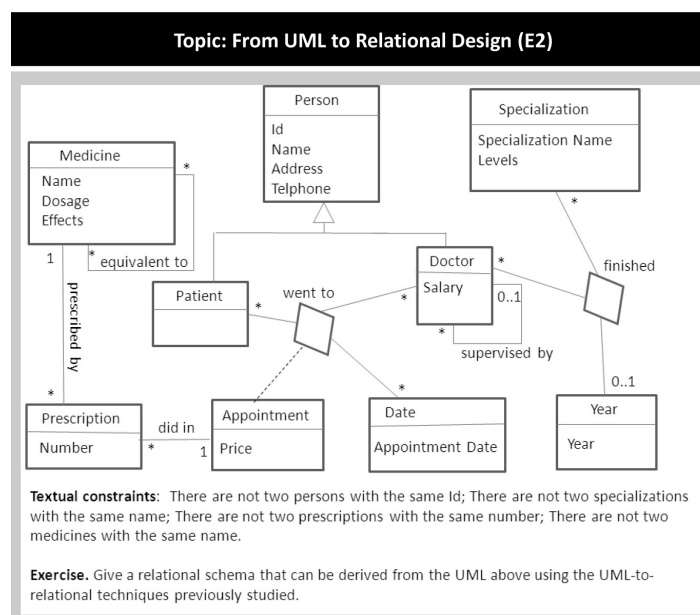 Topic: From UML to Relational Design (E2)
Person
Id
Name
Address
Telphone
Specialization
Specialization Name
Levels
Medicine
Name
Dosage
Effects
*
*
equivalent to
1
prescribed by
*
Patient
*
went to
*
*
Doctor
Salary
*
0..1
*
supervised by
*
finished
0..1
Prescription
Number
did in
*
1
Appointment
Price
Date
Appointment Date
Year
Year
Textual constraints: There are not two persons with the same Id; There are not two specializations
with the same name; There are not two prescriptions with the same number; There are not two
medicines with the same name.
Exercise. Give a relational schema that can be derived from the UML above using the UML-to-
relational techniques previously studied.